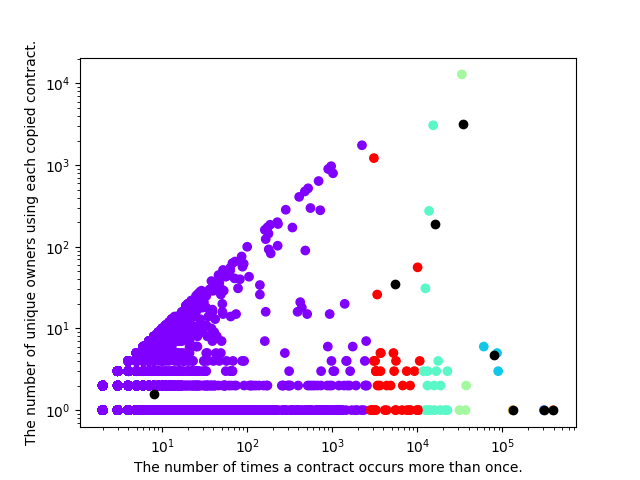 The number of unique owners using each copied contract.
10⁴
10³
10²
10¹
10⁰
10¹ 10² 10³ 10⁴ 10⁵
The number of times a contract occurs more than once.